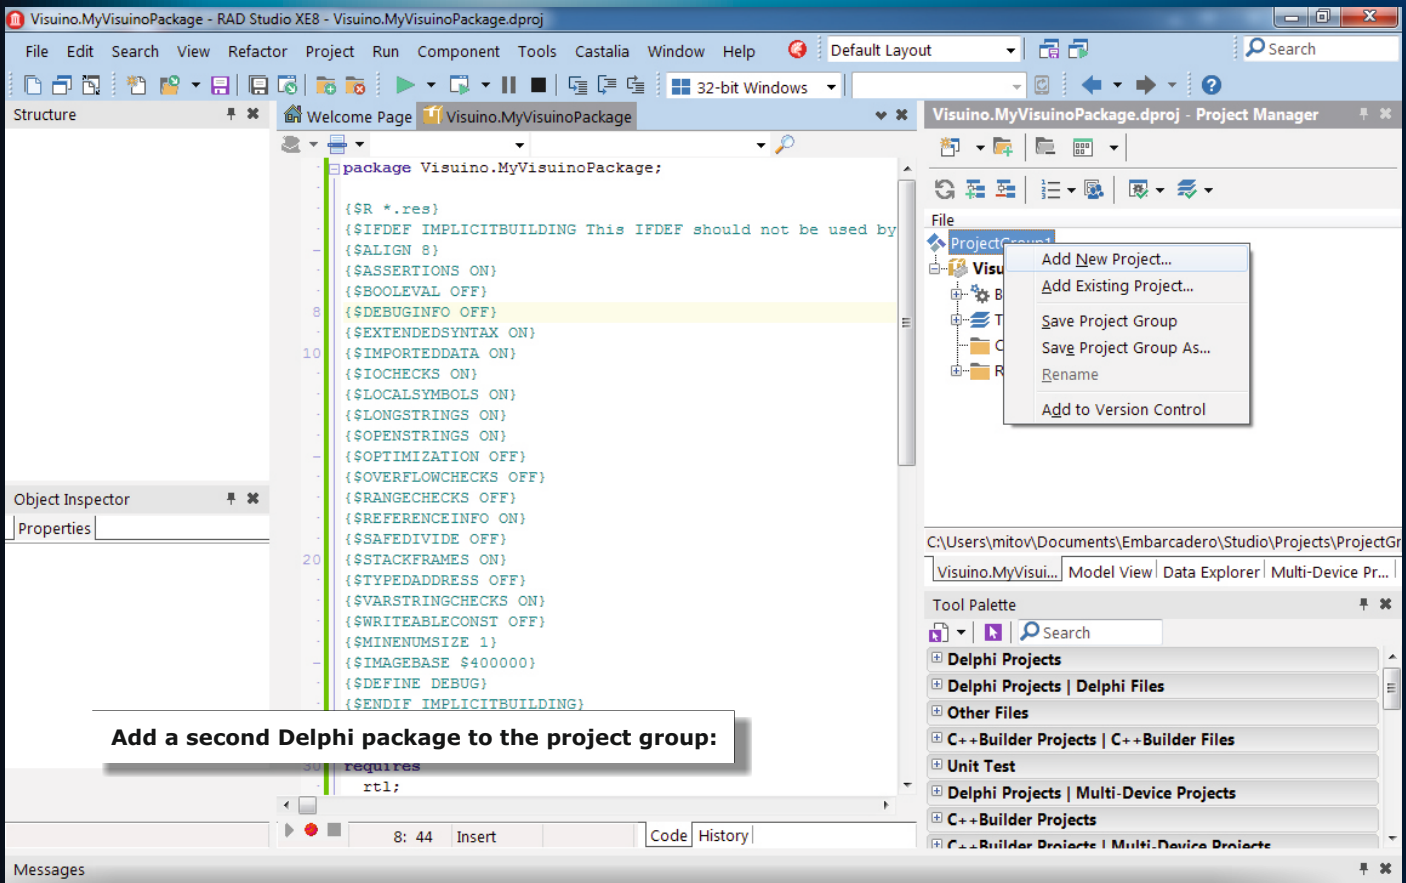 Visuino.MyVisuinoPackage - RAD Studio XE8 - Visuino.MyVisuinoPackage.dproj
File Edit Search View Refactor Project Run Component Tools Castalia Window Help Default Layout Search
32-bit Windows
Structure
Welcome Page Visuino.MyVisuinoPackage
package Visuino.MyVisuinoPackage;
{$R *.res}
{$IFDEF IMPLICITBUILDING This IFDEF should not be used by
{$ALIGN 8}
{$ASSERTIONS ON}
{$BOOLEVAL OFF}
8 {$DEBUGINFO OFF}
{$EXTENDEDSYNTAX ON}
10 {$IMPORTEDDATA ON}
{$IOCHECKS ON}
{$LOCALSYMBOLS ON}
{$LONGSTRINGS ON}
{$OPENSTRINGS ON}
{$OPTIMIZATION OFF}
{$OVERFLOWCHECKS OFF}
{$RANGECHECKS OFF}
{$REFERENCEINFO ON}
{$SAFEDIVIDE OFF}
20 {$STACKFRAMES ON}
{$TYPEDADDRESS OFF}
{$VARSTRINGCHECKS ON}
{$WRITEABLECONST OFF}
{$MINENUMSIZE 1}
{$IMAGEBASE $400000}
{$DEFINE DEBUG}
{$ENDIF IMPLICITBUILDING}
Add a second Delphi package to the project group:
30 requires
rtl;
8: 44 Insert Code History
Object Inspector
Properties
Visuino.MyVisuinoPackage.dproj - Project Manager
File
ProjectGroup1
Visu
B
T
C
R
Add New Project...
Add Existing Project...
Save Project Group
Save Project Group As...
Rename
Add to Version Control
C:\Users\mitov\Documents\Embarcadero\Studio\Projects\ProjectGr
Visuino.MyVisui... Model View Data Explorer Multi-Device Pr...
Tool Palette
Search
Delphi Projects
Delphi Projects | Delphi Files
Other Files
C++Builder Projects | C++Builder Files
Unit Test
Delphi Projects | Multi-Device Projects
C++Builder Projects
C++Builder Projects | Multi-Device Projects
Messages